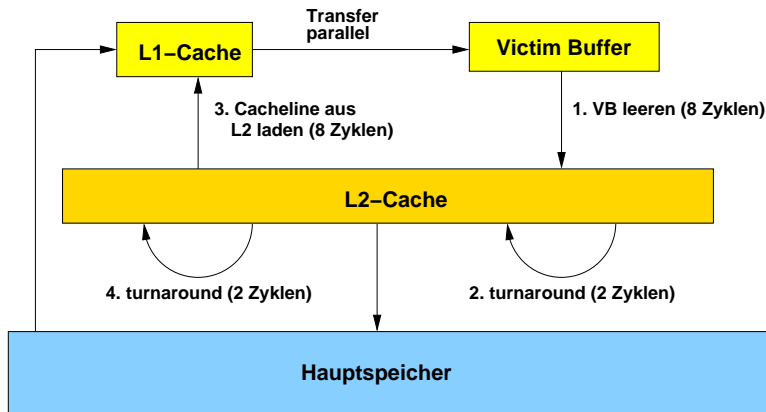 Transfer
parallel
L1–Cache
Victim Buffer
3. Cacheline aus
L2 laden (8 Zyklen)
1. VB leeren (8 Zyklen)
L2–Cache
4. turnaround (2 Zyklen)
2. turnaround (2 Zyklen)
Hauptspeicher